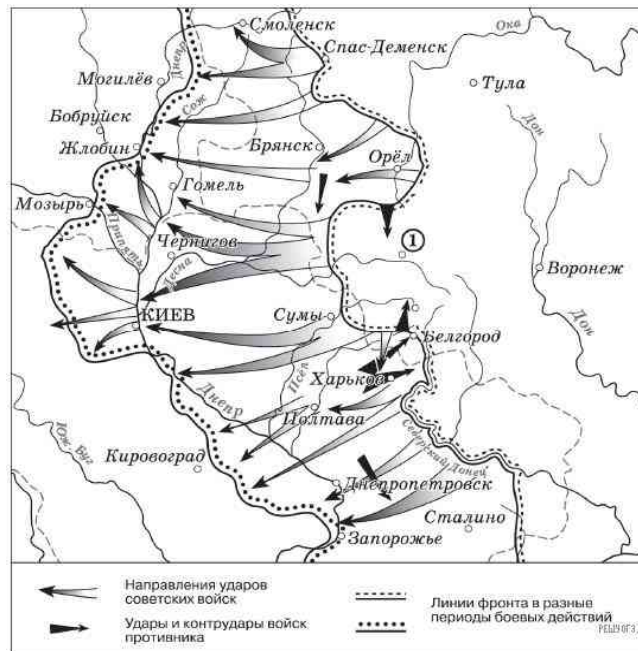 Смоленск
Спас-Деменск
Ока
Днепр
Могилёв
Тула
Сож
Дон
Бобруйск
Жлобин
Брянск
Орёл
Гомель
Мозырь
Припять
1
Чернигов
Десна
Воронеж
КИЕВ
Сумы
Дон
Белгород
Псёл
Харьков
Днепр
Полтава
Северский Донец
Юж. Буг
Кировоград
Днепропетровск
Сталино
Запорожье
Направления ударов
советских войск
Удары и контрудары войск
противника
Линии фронта в разные
периоды боевых действий
РЕШУОГЭ.